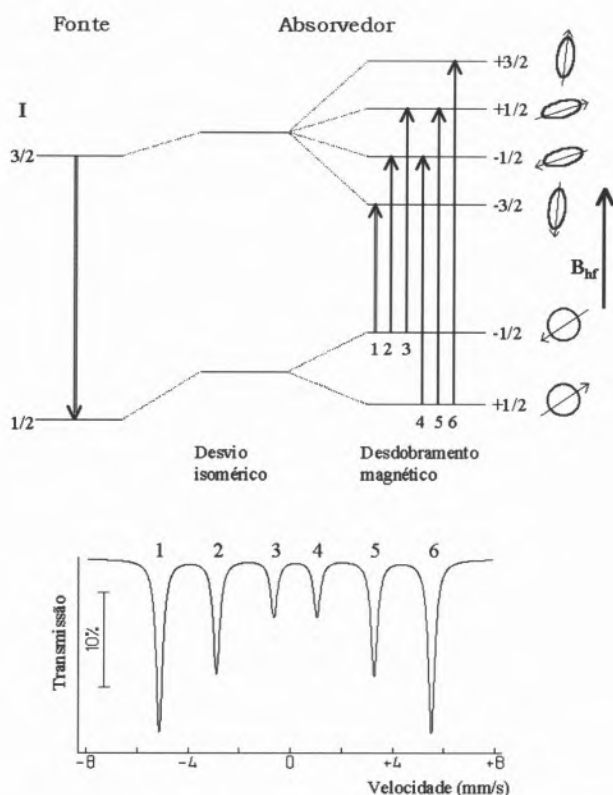 Fonte Absorvedor
+3/2
I
+1/2
3/2 -1/2
-3/2
B hf
-1/2
1 2 3
1/2 +1/2
4 5 6
Desvio isomérico
Desdobramento magnético
1 2 3 4 5 6
Transmissão
10%
-8 -4 0 +4 +8
Velocidade (mm/s)